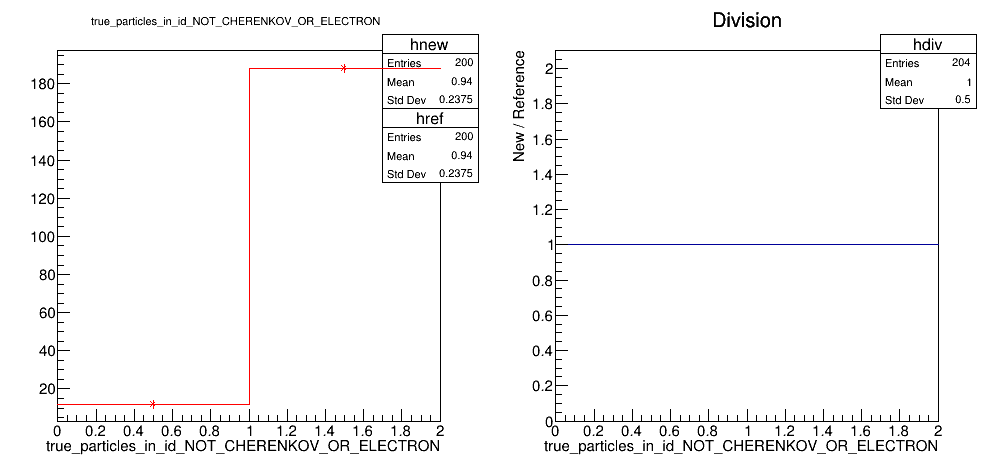 true_particles_in_id_NOT_CHERENKOV_OR_ELECTRON
hnew
Entries 200
Mean 0.94
Std Dev 0.2375
href
Entries 200
Mean 0.94
Std Dev 0.2375
180
160
140
120
100
80
60
40
20
0 0.2 0.4 0.6 0.8 1 1.2 1.4 1.6 1.8 2
true_particles_in_id_NOT_CHERENKOV_OR_ELECTRON
Division
hdiv
Entries 204
Mean 1
Std Dev 0.5
New / Reference
2
1.8
1.6
1.4
1.2
1
0.8
0.6
0.4
0.2
0
0 0.2 0.4 0.6 0.8 1 1.2 1.4 1.6 1.8 2
true_particles_in_id_NOT_CHERENKOV_OR_ELECTRON